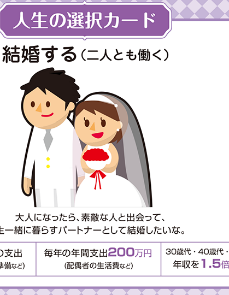 人生の選択カード
結婚する（二人とも働く）
大人になったら、素敵な人と出会って、
生一緒に暮らすパートナーとして結婚したいな。
の支出
準備など)
毎年の年間支出200万円
(配偶者の生活費など)
30歳代・40歳代・
年収を1.5倍